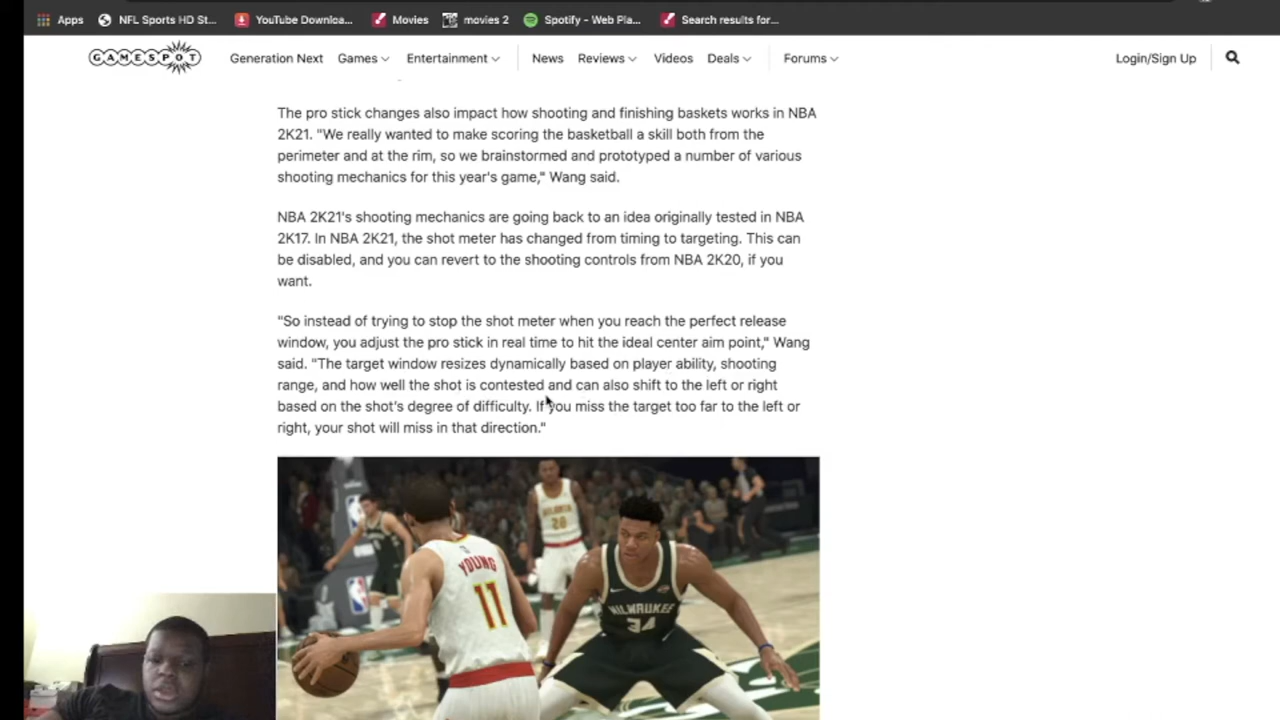 Apps NFL Sports HD St... YouTube Downloa... Movies movies 2 Spotify - Web Pla... Search results for...
GAMESPOT Generation Next Games Entertainment News Reviews Videos Deals Forums Login/Sign Up
The pro stick changes also impact how shooting and finishing baskets works in NBA
2K21. "We really wanted to make scoring the basketball a skill both from the
perimeter and at the rim, so we brainstormed and prototyped a number of various
shooting mechanics for this year's game," Wang said.
NBA 2K21's shooting mechanics are going back to an idea originally tested in NBA
2K17. In NBA 2K21, the shot meter has changed from timing to targeting. This can
be disabled, and you can revert to the shooting controls from NBA 2K20, if you
want.
"So instead of trying to stop the shot meter when you reach the perfect release
window, you adjust the pro stick in real time to hit the ideal center aim point," Wang
said. "The target window resizes dynamically based on player ability, shooting
range, and how well the shot is contested and can also shift to the left or right
based on the shot's degree of difficulty. If you miss the target too far to the left or
right, your shot will miss in that direction."
ATLANTA
20
YOUNG
11
MILWAUKEE
34